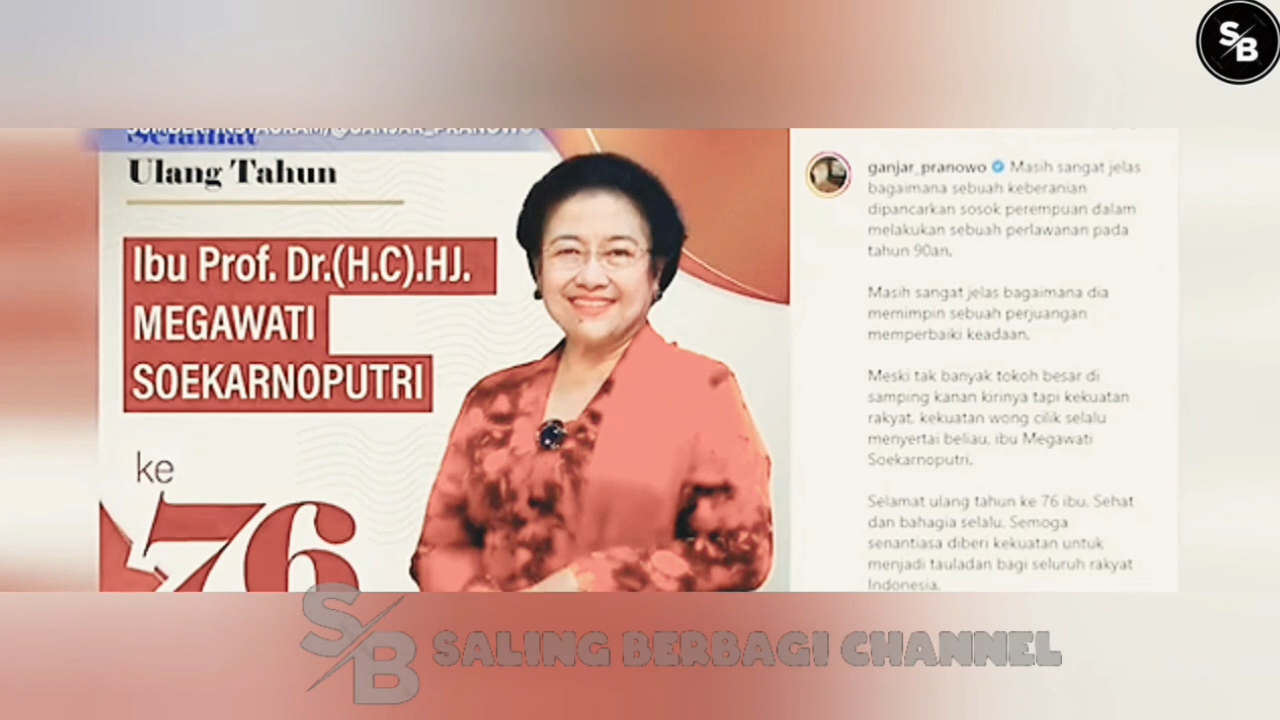 SB
SUMBER: INSTAGRAM/@GANJAR_PRANOWO
Selamat
Ulang Tahun
Ibu Prof. Dr.(H.C).HJ.
MEGAWATI
SOEKARNOPUTRI
ke
76
ganjar_pranowo Masih sangat jelas
bagaimana sebuah keberanian
dipancarkan sosok perempuan dalam
melakukan sebuah perlawanan pada
tahun 90an.
Masih sangat jelas bagaimana dia
memimpin sebuah perjuangan
memperbaiki keadaan.
Meski tak banyak tokoh besar di
samping kanan kirinya tapi kekuatan
rakyat, kekuatan wong cilik selalu
menyertai beliau, ibu Megawati
Soekarnoputri.
Selamat ulang tahun ke 76 ibu. Sehat
dan bahagia selalu. Semoga
senantiasa diberi kekuatan untuk
menjadi tauladan bagi seluruh rakyat
Indonesia.
SB SALING BERBAGI CHANNEL